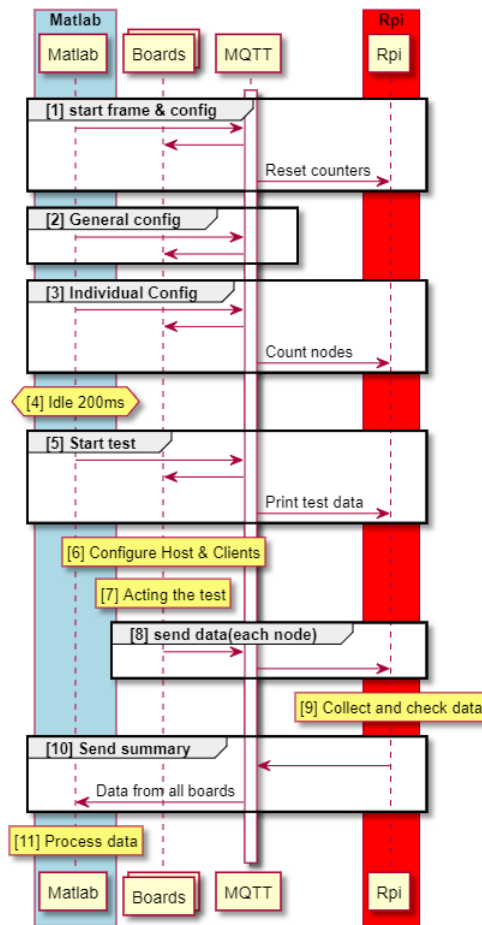 Matlab Rpi
Matlab Boards MQTT Rpi
[1] start frame & config
Reset counters
[2] General config
[3] Individual Config
Count nodes
[4] Idle 200ms
[5] Start test
Print test data
[6] Configure Host & Clients
[7] Acting the test
[8] send data(each node)
[9] Collect and check data
[10] Send summary
Data from all boards
[11] Process data
Matlab Boards MQTT Rpi